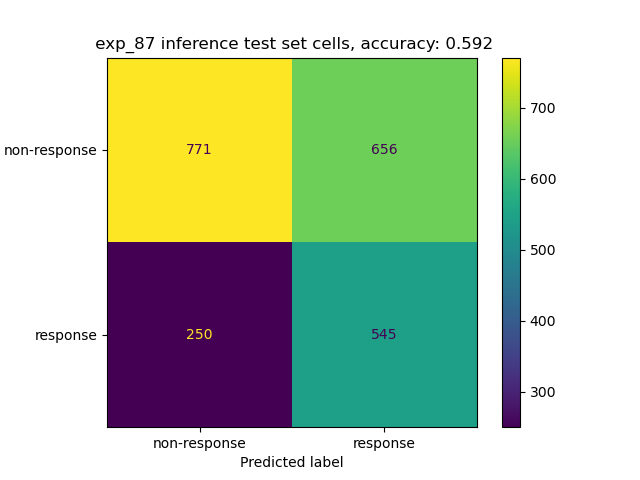 exp_87 inference test set cells, accuracy: 0.592
non-response
771
656
response
250
545
non-response
response
Predicted label
700
600
500
400
300